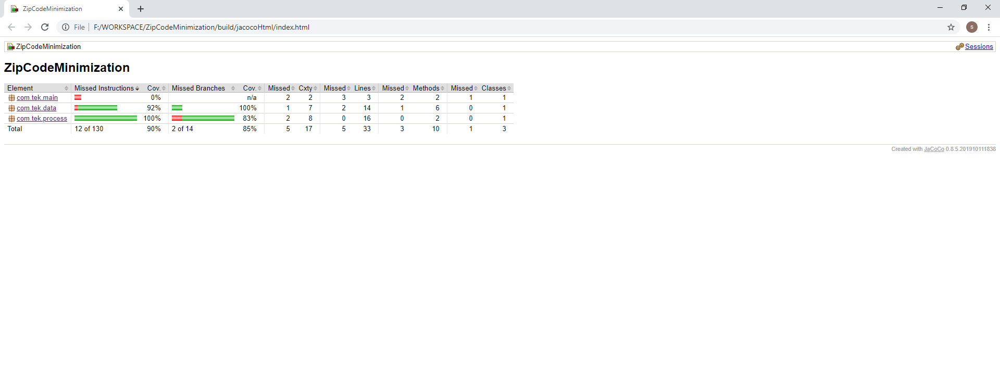 ZipCodeMinimization
File F:/WORKSPACE/ZipCodeMinimization/build/jacocoHtml/index.html
s
ZipCodeMinimization Sessions
ZipCodeMinimization
Element Missed Instructions Cov. Missed Branches Cov. Missed Cxty Missed Lines Missed Methods Missed Classes
com.tek.main 0% n/a 2 2 3 3 2 2 1 1
com.tek.data 92% 100% 1 7 2 14 1 6 0 1
com.tek.process 100% 83% 2 8 0 16 0 2 0 1
Total 12 of 130 90% 2 of 14 85% 5 17 5 33 3 10 1 3
Created with JaCoCo 0.8.5.201910111838